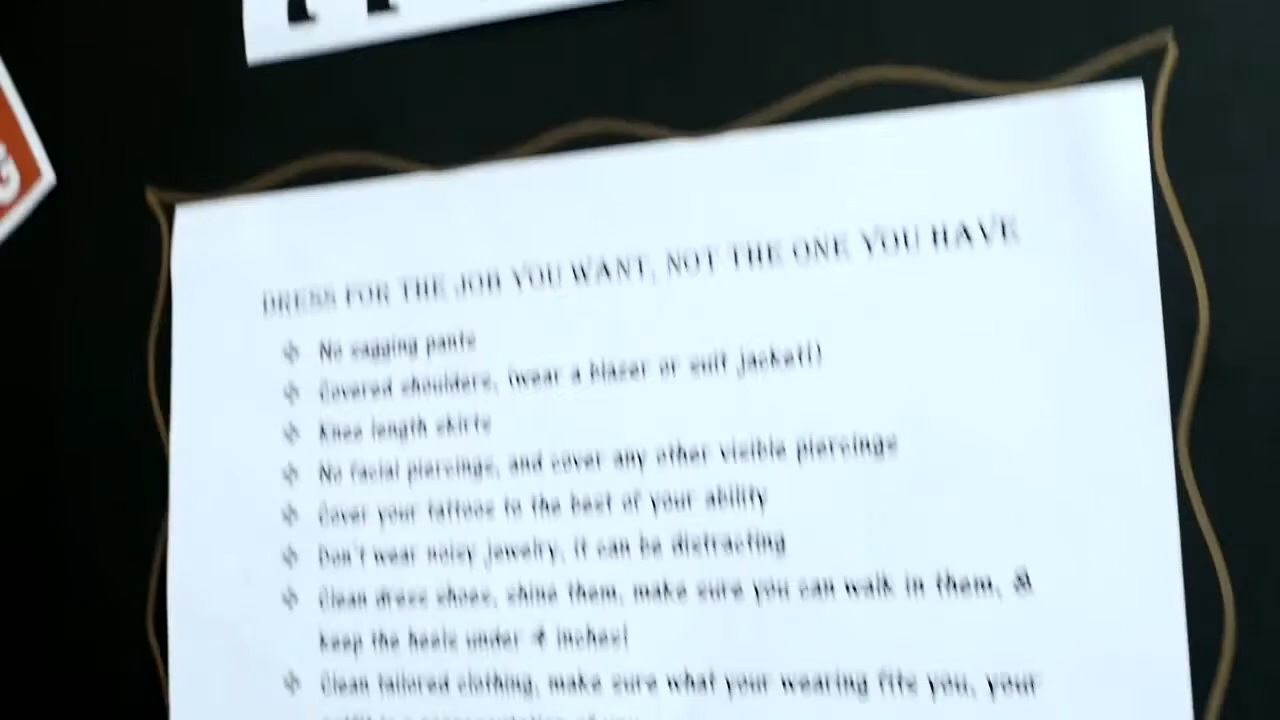 G
DRESS FOR THE JOB YOU WANT, NOT THE ONE YOU HAVE
❖ No sagging pants
❖ Covered shoulders, (wear a blazer or suit jacket!)
❖ Knee length skirts
❖ No facial piercings, and cover any other visible piercings
❖ Cover your tattoos to the best of your ability
❖ Don't wear noisy jewelry, it can be distracting
❖ Clean dress shoes, shine them, make sure you can walk in them, &
keep the heels under 4 inches!
❖ Clean tailored clothing, make sure what your wearing fits you, your